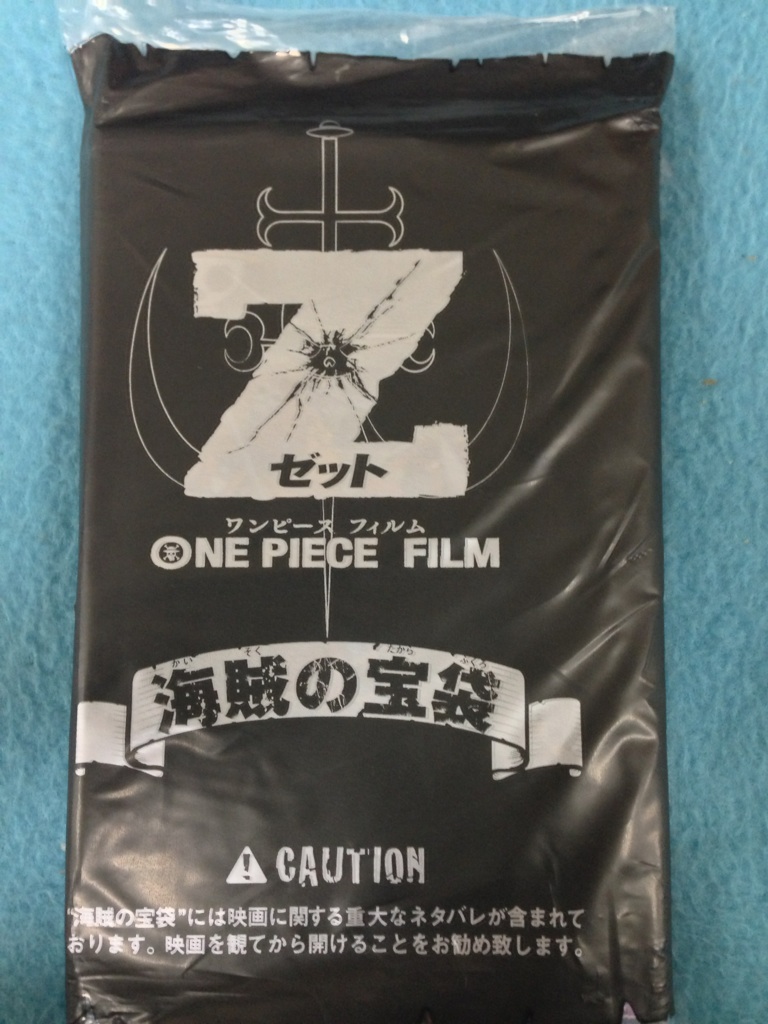 Z
ゼット
ワンピース フィルム
ONE PIECE FILM
かい ぞく たから ぶくろ
海賊の宝袋
CAUTION
"海賊の宝袋"には映画に関する重大なネタバレが含まれて
おります。映画を観てから開けることをお勧め致します。